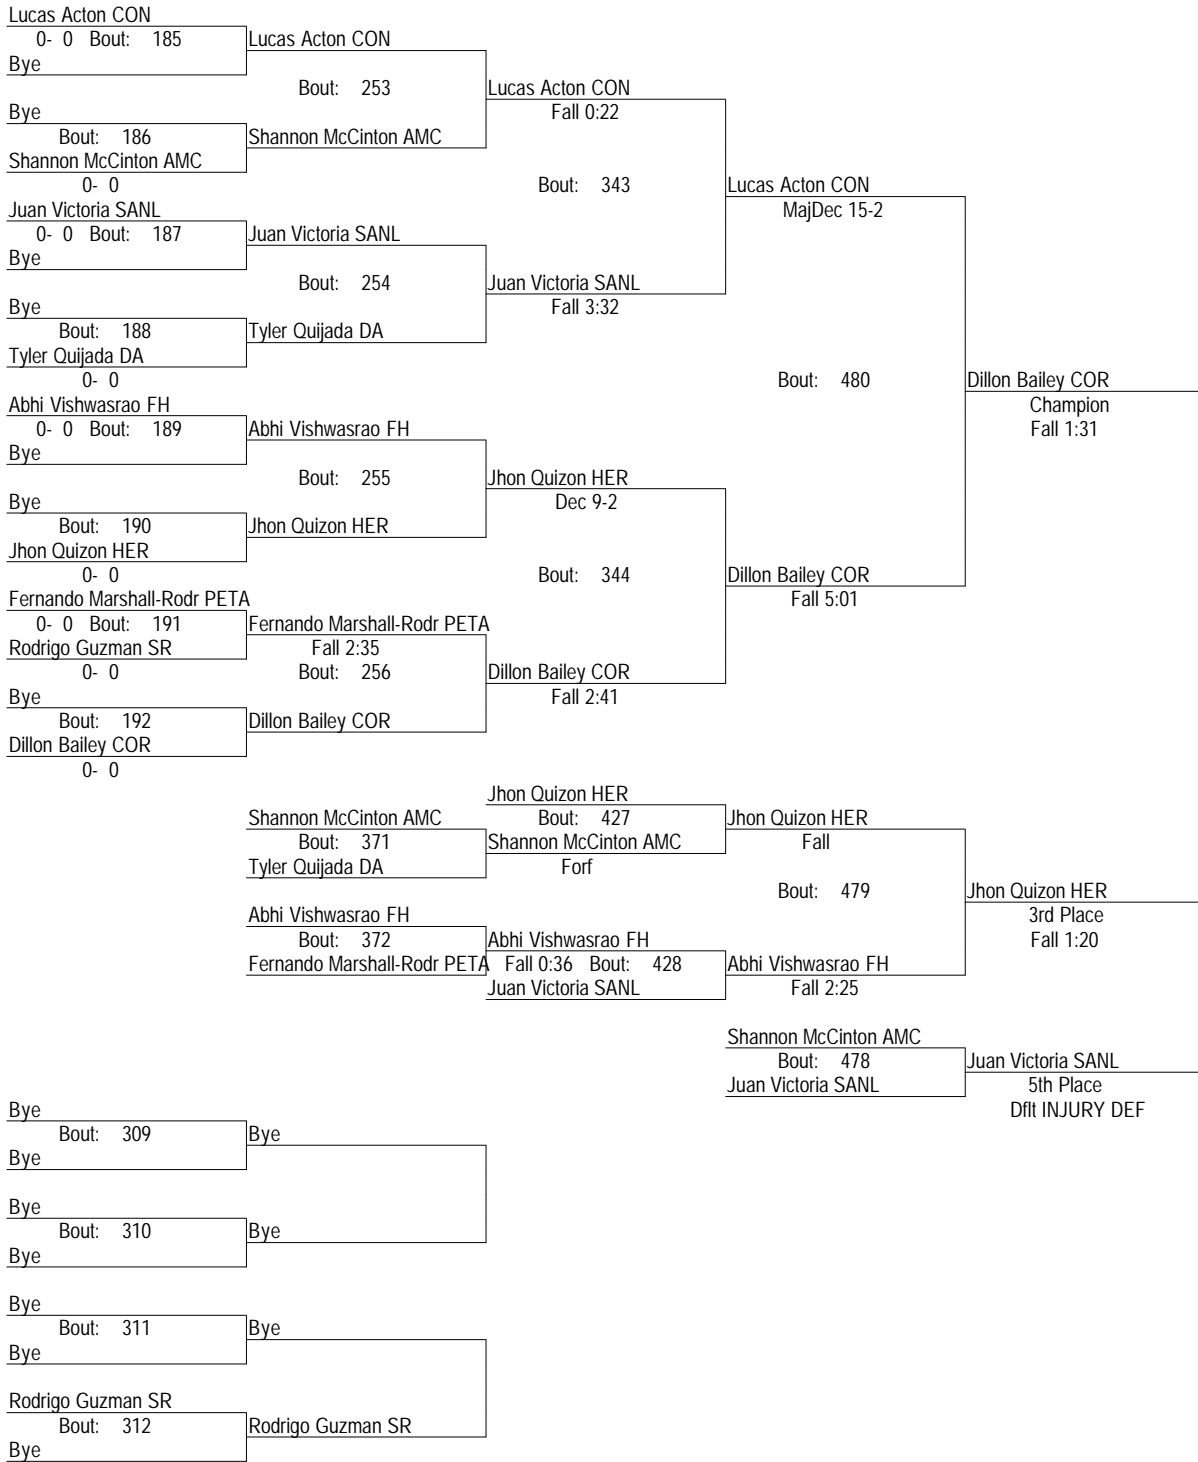 Lucas Acton CON
0- 0 Bout: 185 Lucas Acton CON
Bye
Bout: 253 Lucas Acton CON
Bye Fall 0:22
Bout: 186 Shannon McCinton AMC
Shannon McCinton AMC
0- 0 Bout: 343 Lucas Acton CON
Juan Victoria SANL MajDec 15-2
0- 0 Bout: 187 Juan Victoria SANL
Bye
Bout: 254 Juan Victoria SANL
Bye Fall 3:32
Bout: 188 Tyler Quijada DA
Tyler Quijada DA
0- 0 Bout: 480 Dillon Bailey COR
Abhi Vishwasrao FH Champion
0- 0 Bout: 189 Abhi Vishwasrao FH Fall 1:31
Bye
Bout: 255 Jhon Quizon HER
Bye Dec 9-2
Bout: 190 Jhon Quizon HER
Jhon Quizon HER
0- 0 Bout: 344 Dillon Bailey COR
Fernando Marshall-Rodr PETA Fall 5:01
0- 0 Bout: 191 Fernando Marshall-Rodr PETA
Rodrigo Guzman SR Fall 2:35
0- 0 Bout: 256 Dillon Bailey COR
Bye Fall 2:41
Bout: 192 Dillon Bailey COR
Dillon Bailey COR
0- 0
Jhon Quizon HER
Shannon McCinton AMC Bout: 427 Jhon Quizon HER
Bout: 371 Shannon McCinton AMC Fall
Tyler Quijada DA Forf
Bout: 479 Jhon Quizon HER
Abhi Vishwasrao FH 3rd Place
Bout: 372 Abhi Vishwasrao FH Fall 1:20
Fernando Marshall-Rodr PETA Fall 0:36 Bout: 428 Abhi Vishwasrao FH
Juan Victoria SANL Fall 2:25
Shannon McCinton AMC
Bout: 478 Juan Victoria SANL
Juan Victoria SANL 5th Place
Bye Dflt INJURY DEF
Bout: 309 Bye
Bye
Bye
Bout: 310 Bye
Bye
Bye
Bout: 311 Bye
Bye
Rodrigo Guzman SR
Bout: 312 Rodrigo Guzman SR
Bye